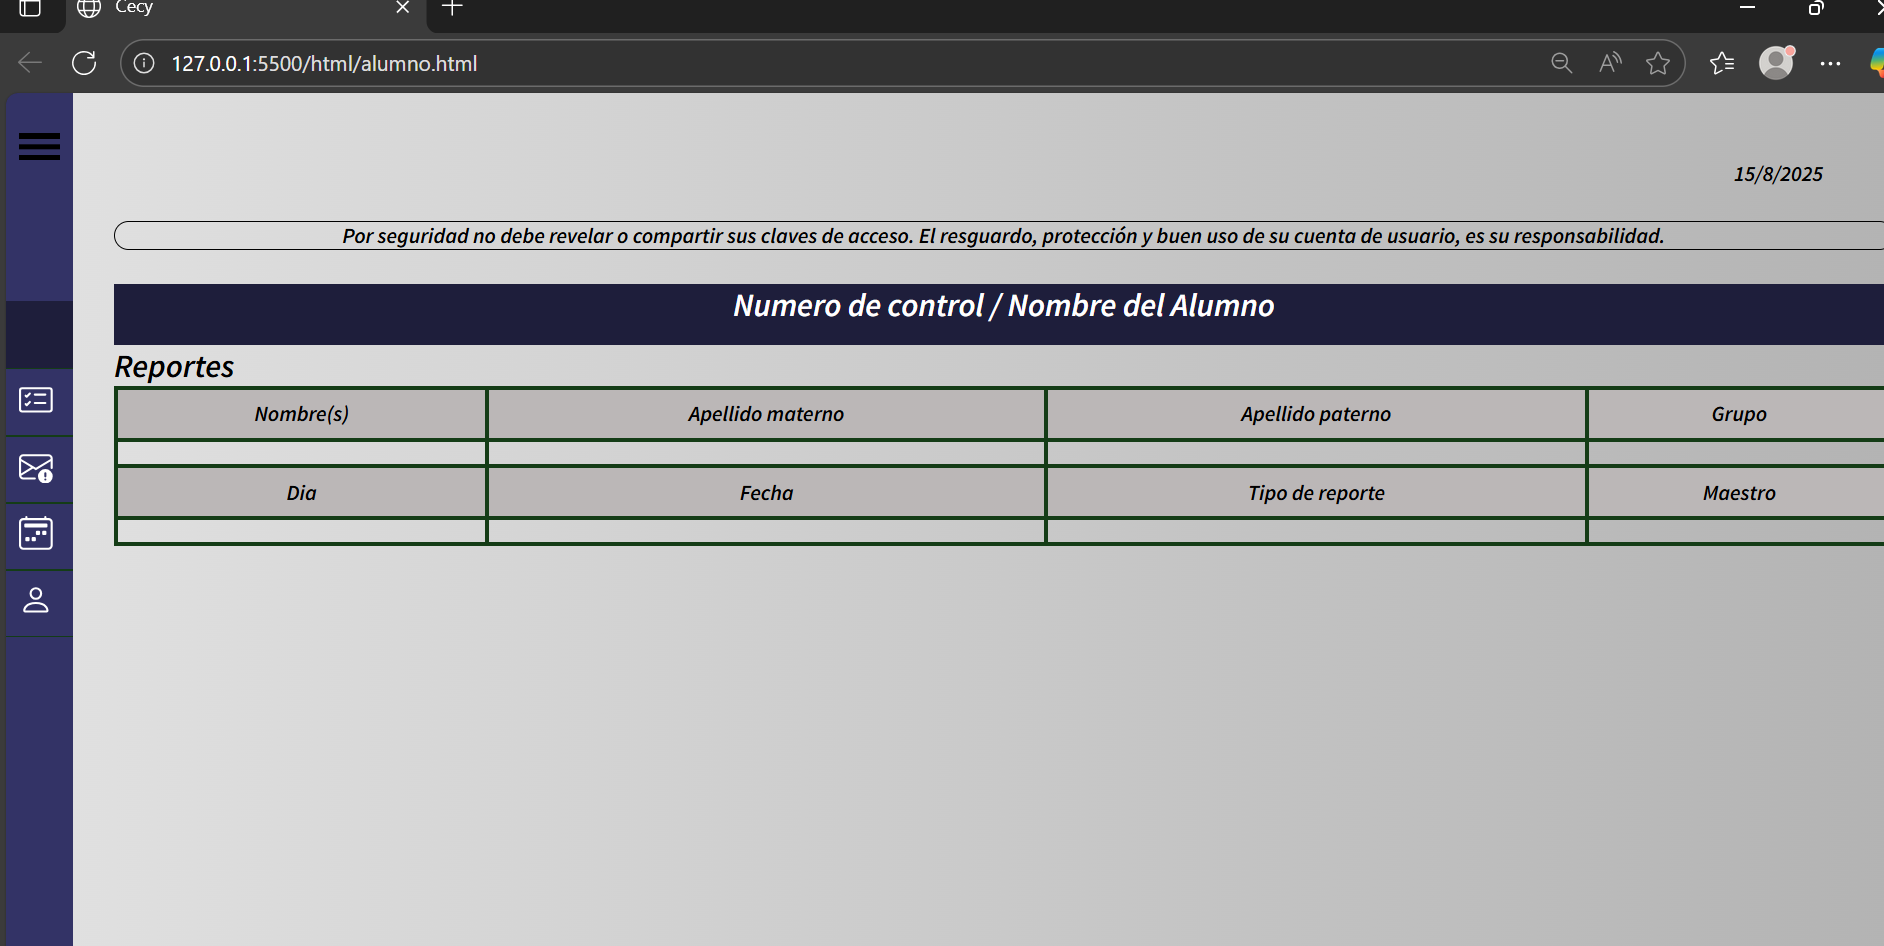 Cecy
127.0.0.1:5500/html/alumno.html
15/8/2025
Por seguridad no debe revelar o compartir sus claves de acceso. El resguardo, protección y buen uso de su cuenta de usuario, es su responsabilidad.
Numero de control / Nombre del Alumno
Reportes
Nombre(s) Apellido materno Apellido paterno Grupo
Dia Fecha Tipo de reporte Maestro